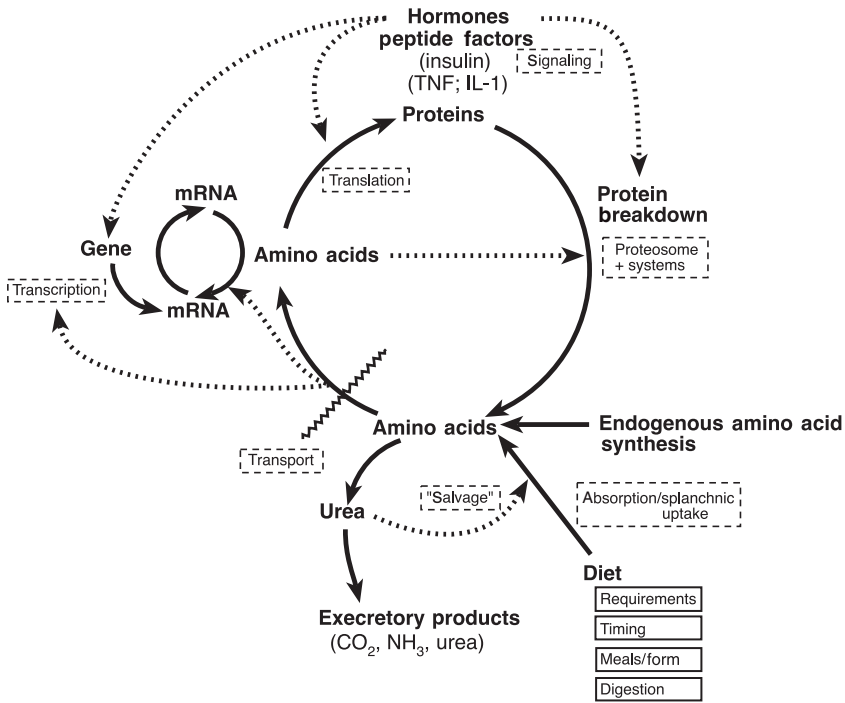 Hormones
peptide factors
(insulin)
(TNF; IL-1)
Signaling
Proteins
Translation
mRNA
Protein
breakdown
Gene
Amino acids
Proteosome
+ systems
Transcription
mRNA
Amino acids
Endogenous amino acid
synthesis
Transport
"Salvage"
Absorption/splanchnic
uptake
Urea
Diet
Requirements
Execretory products
Timing
(CO₂, NH₃, urea)
Meals/form
Digestion